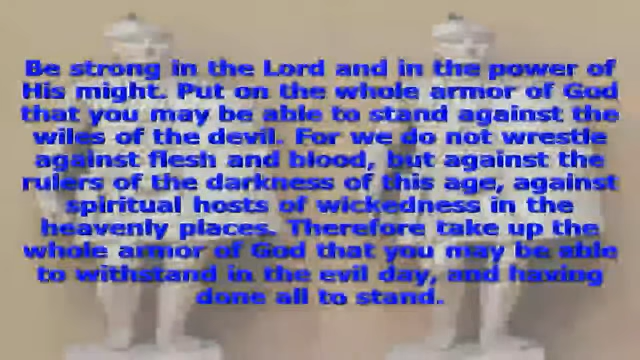 Be strong in the Lord and in the power of
His might. Put on the whole armor of God
that you may be able to stand against the
wiles of the devil. For we do not wrestle
against flesh and blood, but against the
rulers of the darkness of this age, against
spiritual hosts of wickedness in the
heavenly places. Therefore take up the
whole armor of God that you may be able
to withstand in the evil day, and having
done all to stand.